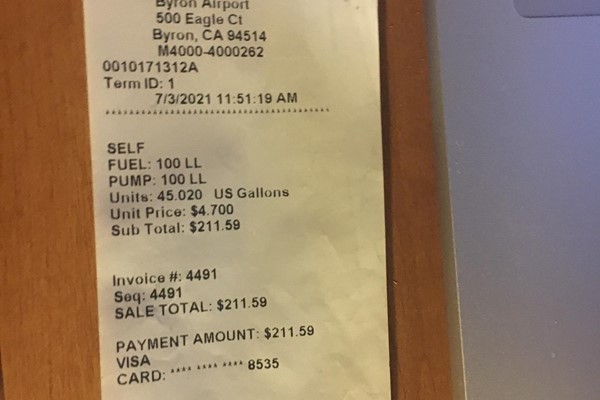 Byron Airport
500 Eagle Ct
Byron, CA 94514
M4000-4000262
0010171312A
Term ID: 1
7/3/2021 11:51:19 AM
************************************
SELF
FUEL: 100 LL
PUMP: 100 LL
Units: 45.020 US Gallons
Unit Price: $4.700
Sub Total: $211.59
Invoice #: 4491
Seq: 4491
SALE TOTAL: $211.59
PAYMENT AMOUNT: $211.59
VISA
CARD: **** **** **** 8535